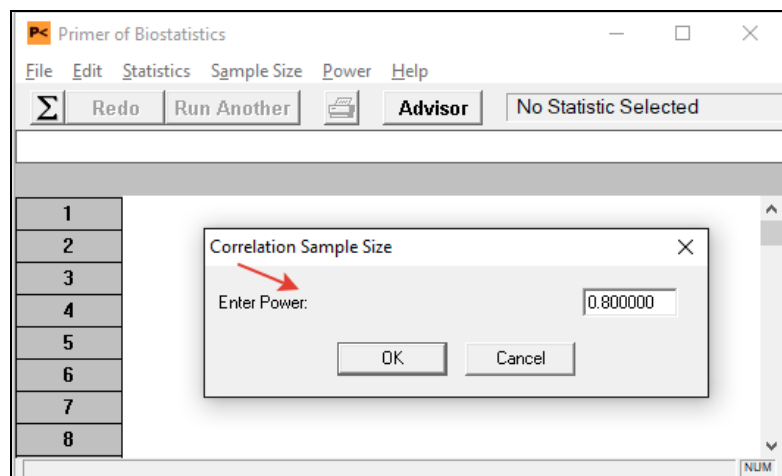 P< Primer of Biostatistics
File Edit Statistics Sample Size Power Help
Σ Redo Run Another Advisor No Statistic Selected
1
2
3
4
5
6
7
8
Correlation Sample Size
Enter Power: 0.800000
OK Cancel
NUM